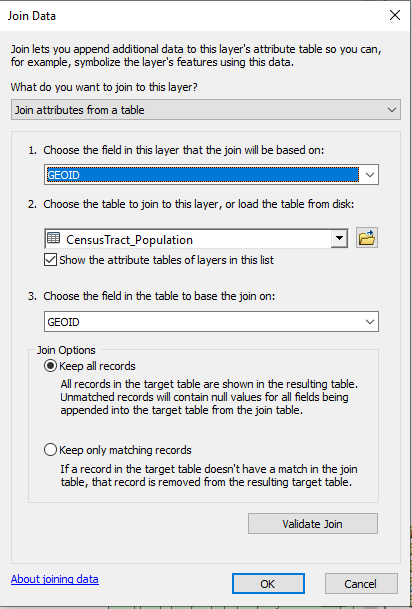 Join Data
Join lets you append additional data to this layer's attribute table so you can,
for example, symbolize the layer's features using this data.
What do you want to join to this layer?
Join attributes from a table
1. Choose the field in this layer that the join will be based on:
GEOID
2. Choose the table to join to this layer, or load the table from disk:
CensusTract_Population
Show the attribute tables of layers in this list
3. Choose the field in the table to base the join on:
GEOID
Join Options
Keep all records
All records in the target table are shown in the resulting table.
Unmatched records will contain null values for all fields being
appended into the target table from the join table.
Keep only matching records
If a record in the target table doesn't have a match in the join
table, that record is removed from the resulting target table.
Validate Join
About joining data
OK
Cancel